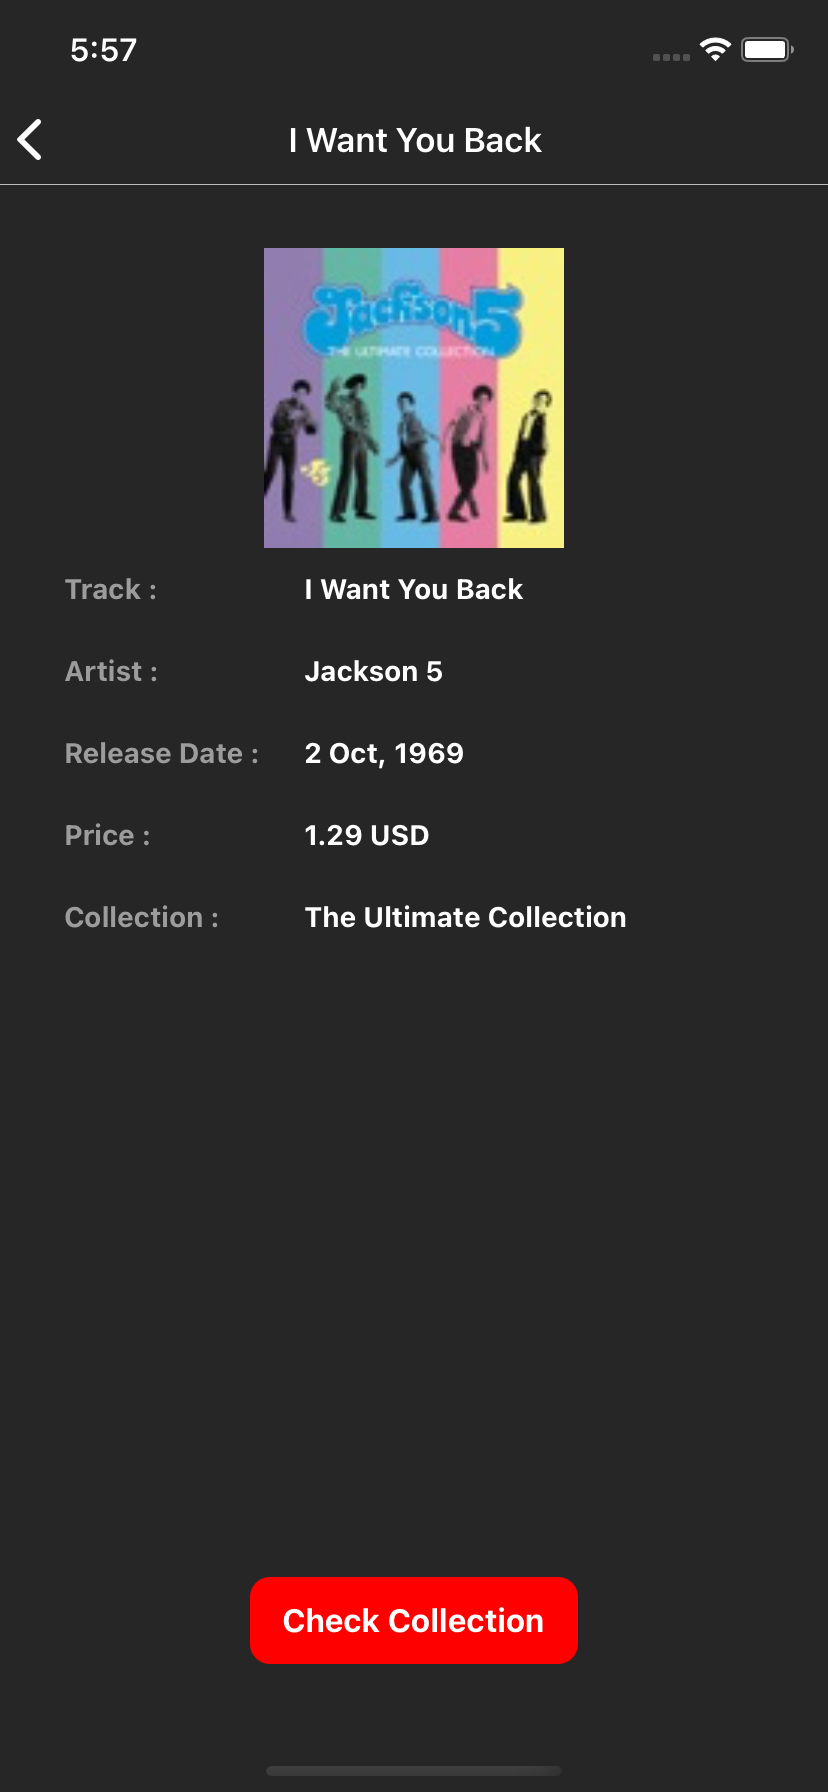 5:57
I Want You Back
Jackson 5
THE ULTIMATE COLLECTION
J5
Track : I Want You Back
Artist : Jackson 5
Release Date : 2 Oct, 1969
Price : 1.29 USD
Collection : The Ultimate Collection
Check Collection